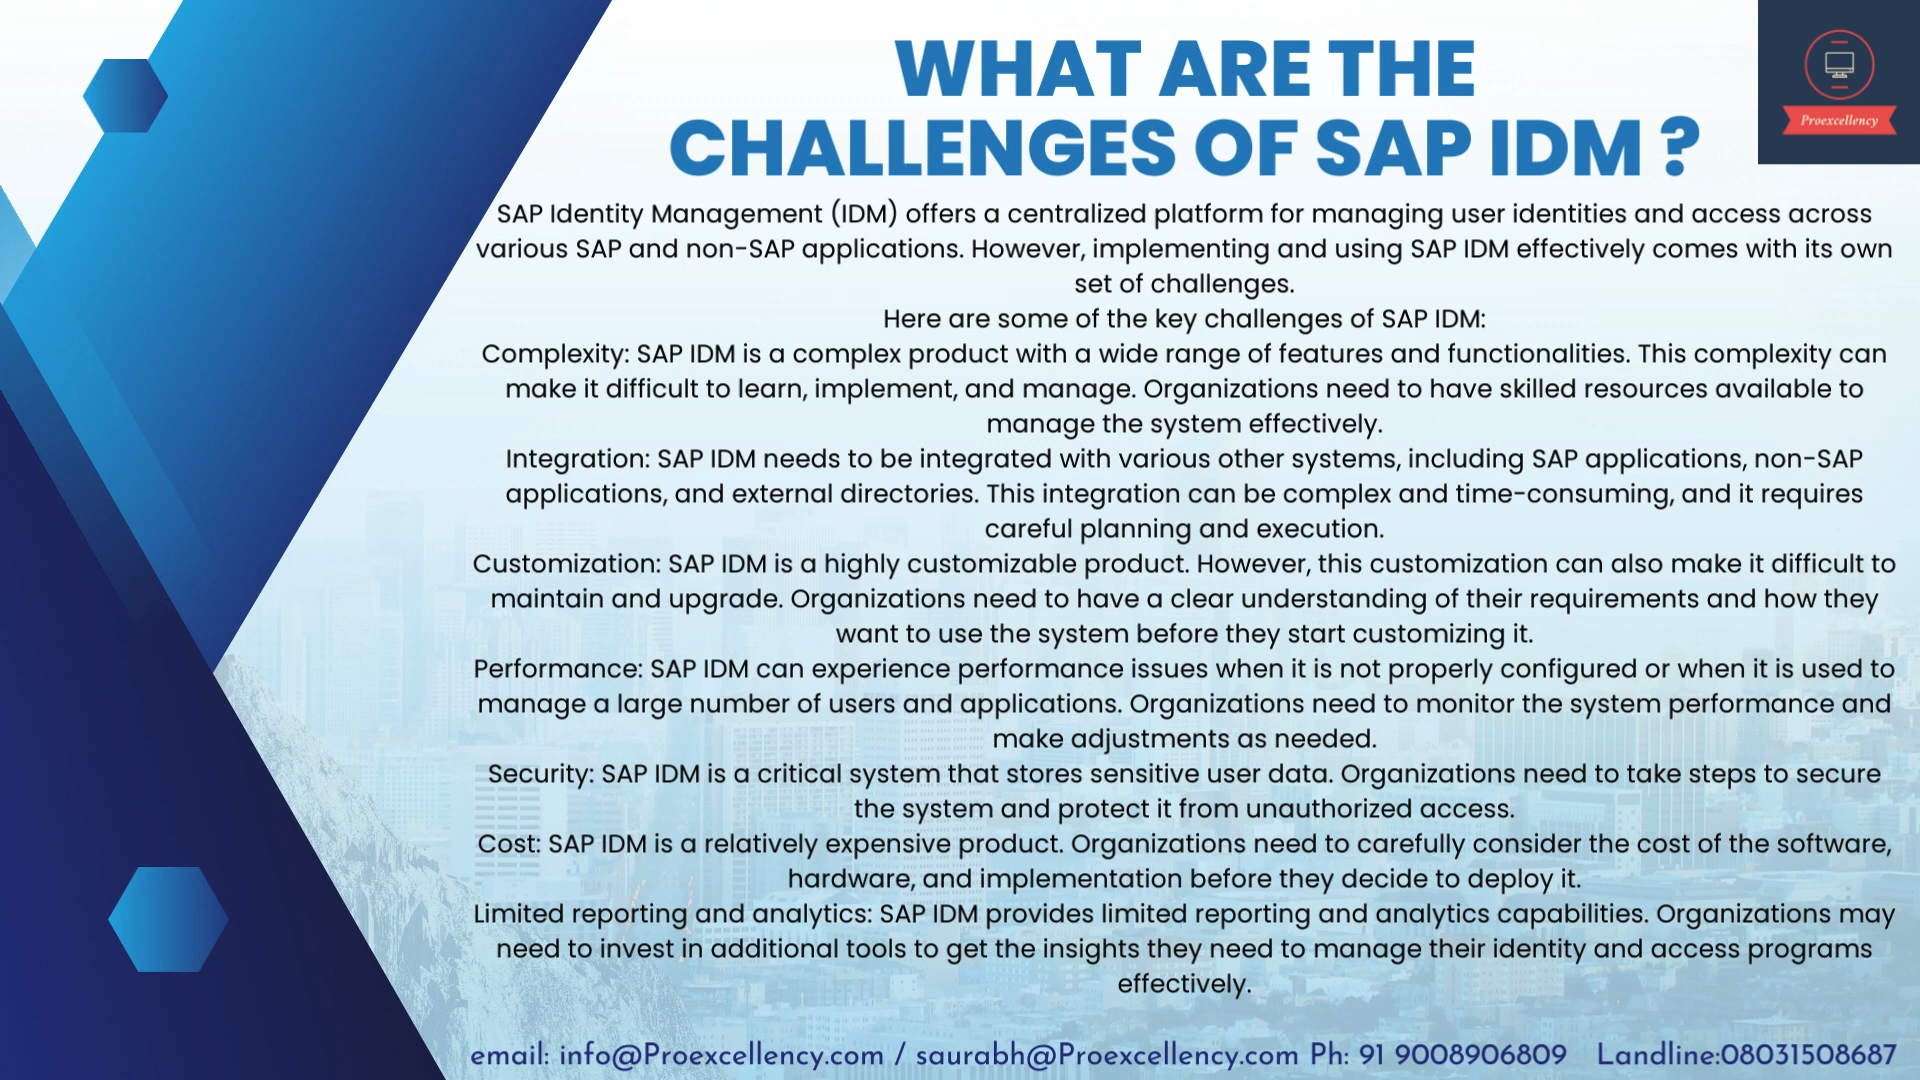 WHAT ARE THE
CHALLENGES OF SAP IDM ?
Proexcellency
SAP Identity Management (IDM) offers a centralized platform for managing user identities and access across
various SAP and non-SAP applications. However, implementing and using SAP IDM effectively comes with its own
set of challenges.
Here are some of the key challenges of SAP IDM:
Complexity: SAP IDM is a complex product with a wide range of features and functionalities. This complexity can
make it difficult to learn, implement, and manage. Organizations need to have skilled resources available to
manage the system effectively.
Integration: SAP IDM needs to be integrated with various other systems, including SAP applications, non-SAP
applications, and external directories. This integration can be complex and time-consuming, and it requires
careful planning and execution.
Customization: SAP IDM is a highly customizable product. However, this customization can also make it difficult to
maintain and upgrade. Organizations need to have a clear understanding of their requirements and how they
want to use the system before they start customizing it.
Performance: SAP IDM can experience performance issues when it is not properly configured or when it is used to
manage a large number of users and applications. Organizations need to monitor the system performance and
make adjustments as needed.
Security: SAP IDM is a critical system that stores sensitive user data. Organizations need to take steps to secure
the system and protect it from unauthorized access.
Cost: SAP IDM is a relatively expensive product. Organizations need to carefully consider the cost of the software,
hardware, and implementation before they decide to deploy it.
Limited reporting and analytics: SAP IDM provides limited reporting and analytics capabilities. Organizations may
need to invest in additional tools to get the insights they need to manage their identity and access programs
effectively.
email: info@Proexcellency.com / saurabh@Proexcellency.com Ph: 91 9008906809 Landline:08031508687